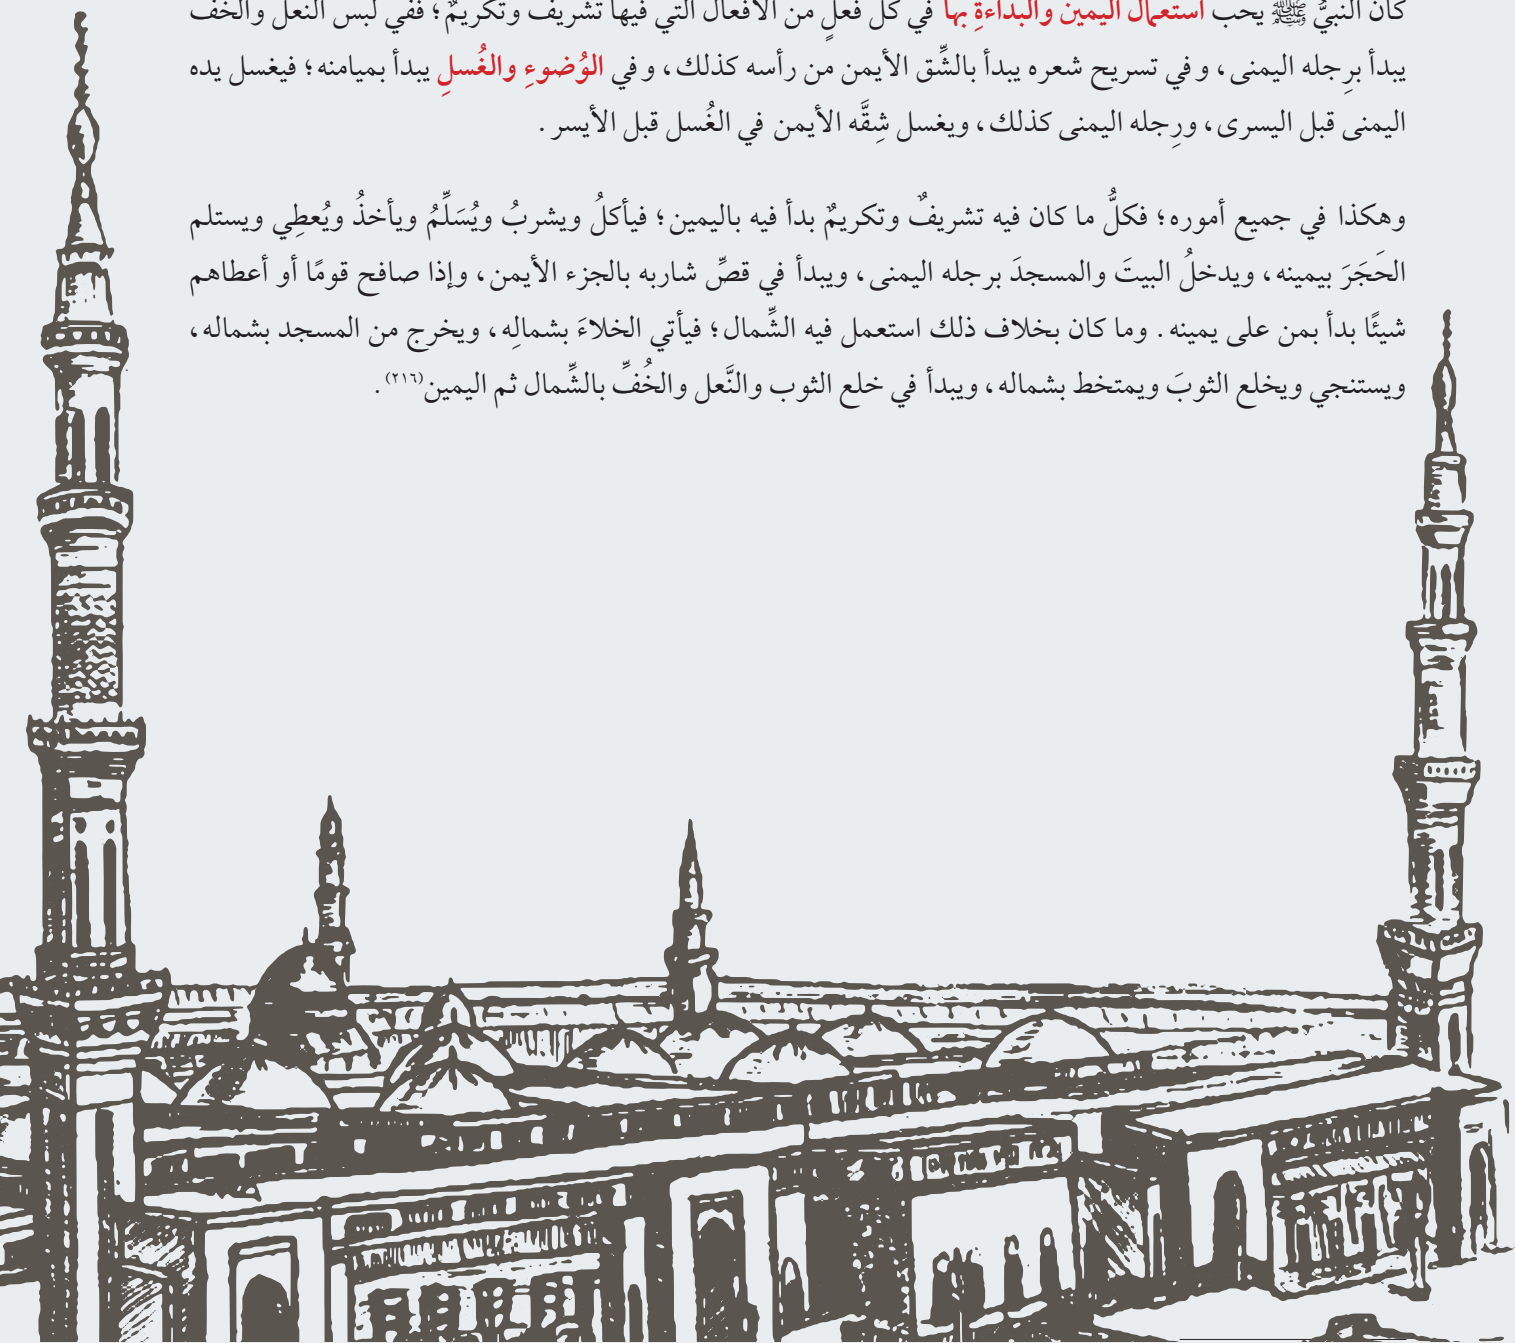 كان النبيُّ ﷺ يحب استعمال اليمين والبداءةِ بها في كل فعلٍ من الأفعال التي فيها تشريف وتكريمٌ؛ ففي لبس النعل والخف
يبدأ برِجله اليمنى، وفي تسريح شعره يبدأ بالشِّق الأيمن من رأسه كذلك، وفي الوُضوءِ والغُسلِ يبدأ بميامنه؛ فيغسل يده
اليمنى قبل اليسرى، ورِجله اليمنى كذلك، ويغسل شِقَّه الأيمن في الغُسل قبل الأيسر.
وهكذا في جميع أموره؛ فكلُّ ما كان فيه تشريفٌ وتكريمٌ بدأ فيه باليمين؛ فيأكلُ ويشربُ ويُسَلِّمُ ويأخذُ ويُعطِي ويستلم
الحَجَرَ بيمينه، ويدخلُ البيتَ والمسجدَ برجله اليمنى، ويبدأ في قصِّ شاربه بالجزء الأيمن، وإذا صافح قومًا أو أعطاهم
شيئًا بدأ بمن على يمينه. وما كان بخلاف ذلك استعمل فيه الشِّمال؛ فيأتي الخلاءَ بشمالِه، ويخرج من المسجد بشماله،
ويستنجي ويخلع الثوبَ ويمتخط بشماله، ويبدأ في خلع الثوب والنَّعل والخُفِّ بالشِّمال ثم اليمين(٢١٦).